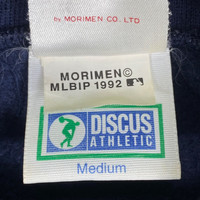 by MORIMEN CO. LTD
MORIMEN©
MLBIP 1992
DISCUS
ATHLETIC
Medium